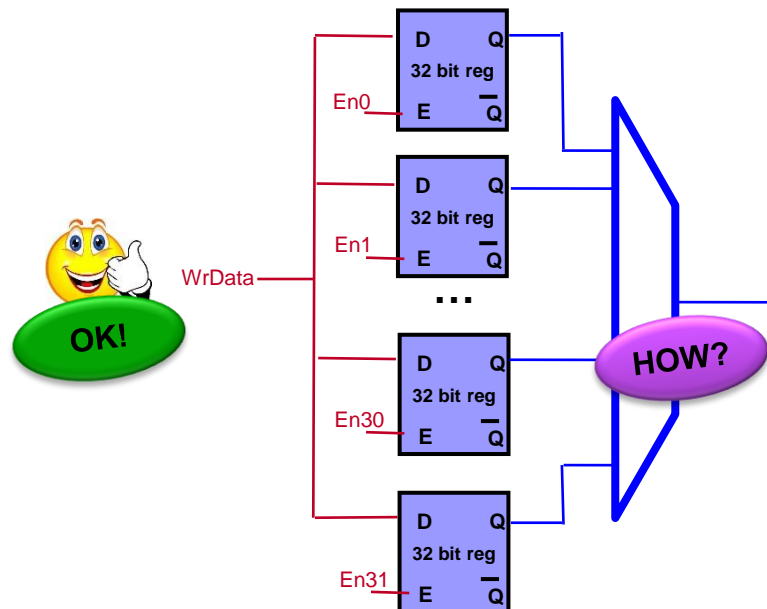 D Q
32 bit reg
En0
E Q
D Q
32 bit reg
En1
E Q
WrData
...
OK!
D Q
HOW?
32 bit reg
En30
E Q
D Q
32 bit reg
En31
E Q